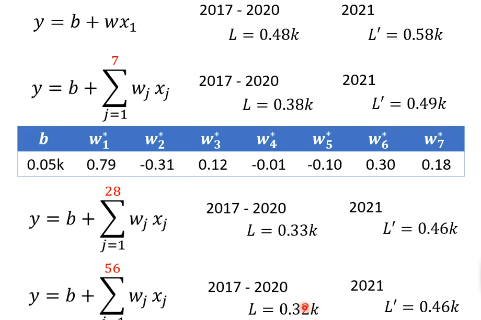 y = b + wx₁ 2017 - 2020 2021
L = 0.48k L′ = 0.58k
y = b + ∑_{j=1}^{7} wⱼ xⱼ 2017 - 2020 2021
L = 0.38k L′ = 0.49k
b w₁* w₂* w₃* w₄* w₅* w₆* w₇*
0.05k 0.79 -0.31 0.12 -0.01 -0.10 0.30 0.18
y = b + ∑_{j=1}^{28} wⱼ xⱼ 2017 - 2020 2021
L = 0.33k L′ = 0.46k
y = b + ∑_{j=1}^{56} wⱼ xⱼ 2017 - 2020 2021
L = 0.32k L′ = 0.46k